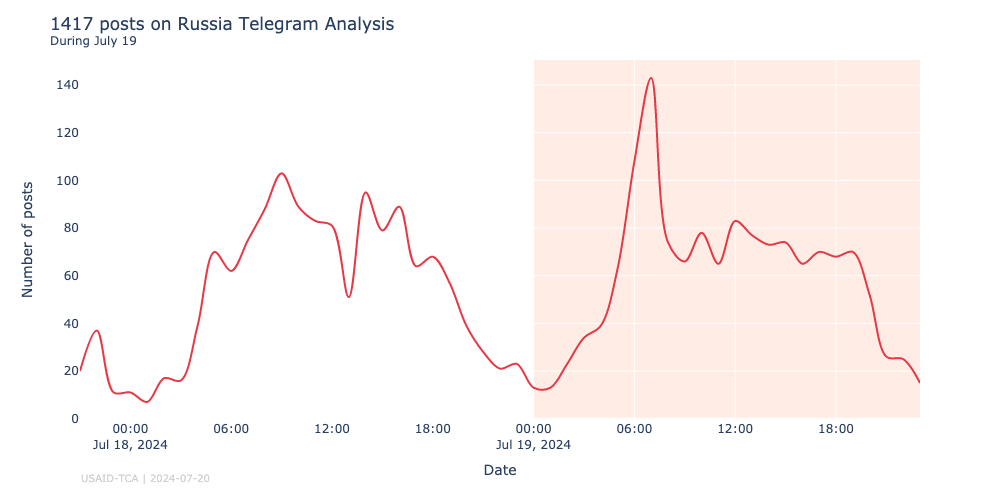 1417 posts on Russia Telegram Analysis
During July 19
140
120
100
80
60
40
20
0
Number of posts
00:00 06:00 12:00 18:00 00:00 06:00 12:00 18:00
Jul 18, 2024 Jul 19, 2024
Date
USAID-TCA | 2024-07-20